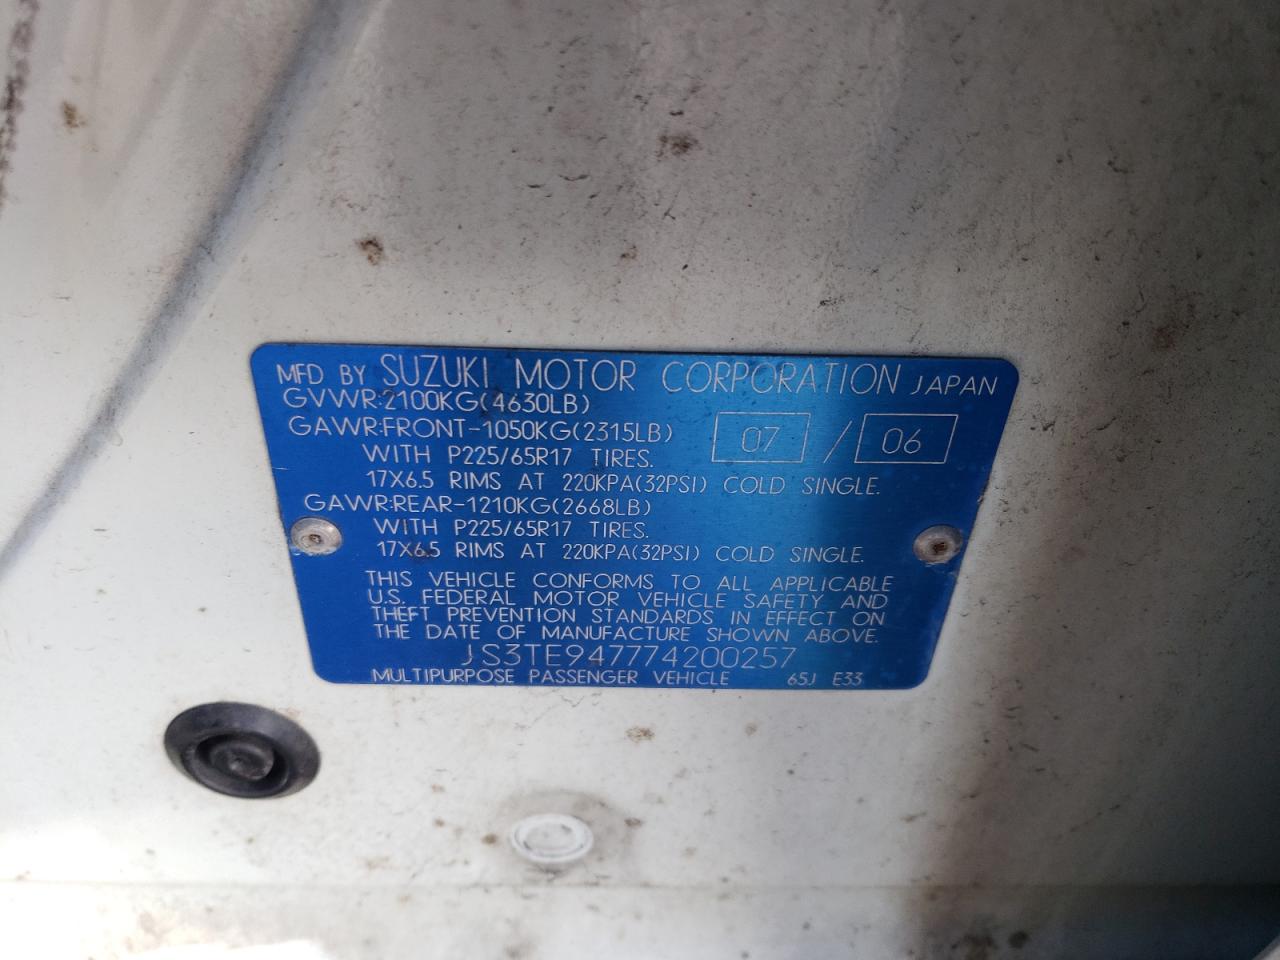 MFD BY SUZUKI MOTOR CORPORATION JAPAN
GVWR:2100KG(4630LB)
GAWR:FRONT-1050KG(2315LB) 07 / 06
WITH P225/65R17 TIRES.
17X6.5 RIMS AT 220KPA(32PSI) COLD SINGLE.
GAWR:REAR-1210KG(2668LB)
WITH P225/65R17 TIRES.
17X6.5 RIMS AT 220KPA(32PSI) COLD SINGLE.
THIS VEHICLE CONFORMS TO ALL APPLICABLE
U.S. FEDERAL MOTOR VEHICLE SAFETY AND
THEFT PREVENTION STANDARDS IN EFFECT ON
THE DATE OF MANUFACTURE SHOWN ABOVE.
JS3TE947774200257
MULTIPURPOSE PASSENGER VEHICLE 65J E33